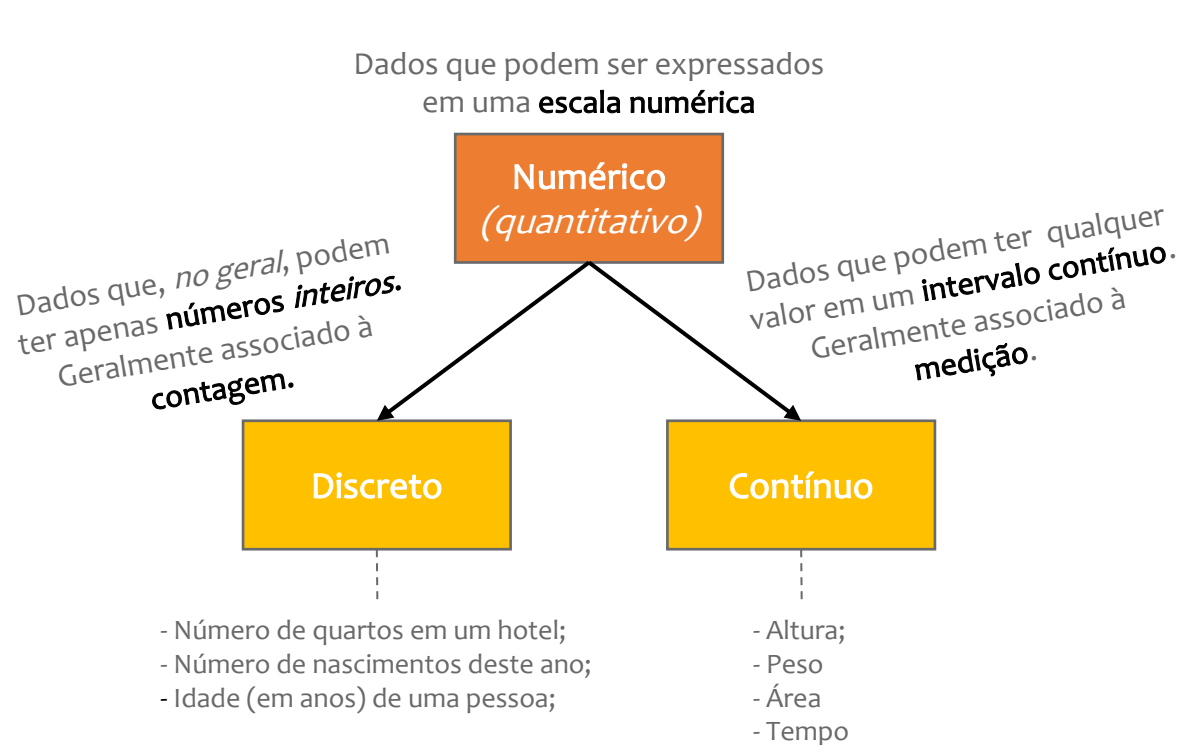 Dados que podem ser expressados
em uma escala numérica
Numérico
(quantitativo)
Dados que, no geral, podem
ter apenas números inteiros.
Geralmente associado à
contagem.
Dados que podem ter qualquer
valor em um intervalo contínuo.
Geralmente associado à
medição.
Discreto
Contínuo
- Número de quartos em um hotel;
- Número de nascimentos deste ano;
- Idade (em anos) de uma pessoa;
- Altura;
- Peso
- Área
- Tempo